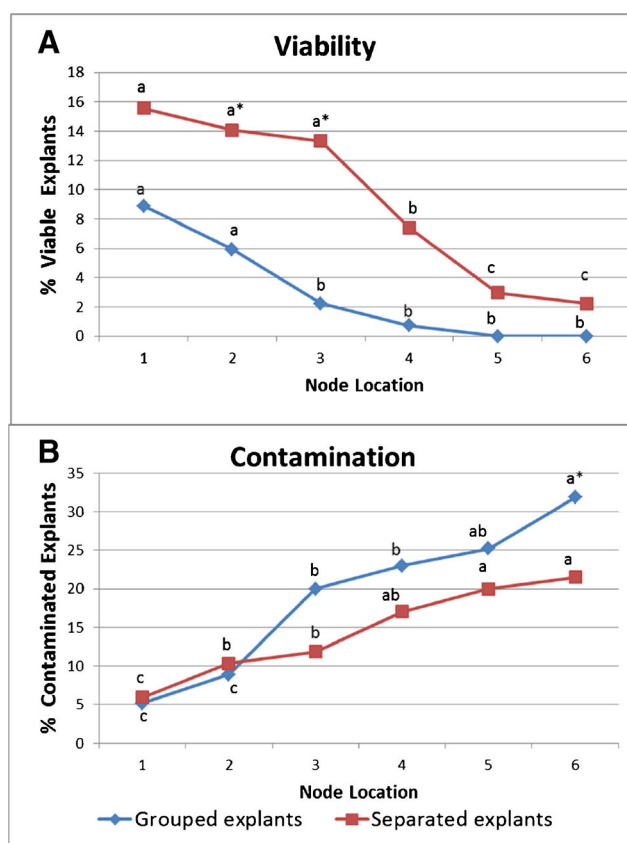 A
Viability
% Viable Explants
18
16
14
12
10
8
6
4
2
0
a
a*
a*
b
c
c
a
a
b
b
b
b
1 2 3 4 5 6
Node Location
B
Contamination
% Contaminated Explants
35
30
25
20
15
10
5
0
a*
ab
b
b
a
a
ab
b
b
c
c
c
1 2 3 4 5 6
Node Location
Grouped explants Separated explants